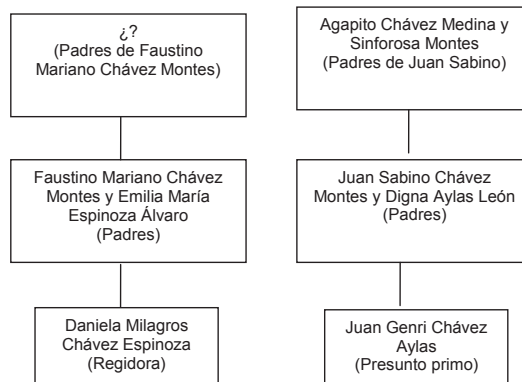 ¿?
(Padres de Faustino
Mariano Chávez Montes)
Agapito Chávez Medina y
Sinforosa Montes
(Padres de Juan Sabino)
Faustino Mariano Chávez
Montes y Emilia María
Espinoza Álvaro
(Padres)
Juan Sabino Chávez
Montes y Digna Aylas León
(Padres)
Daniela Milagros
Chávez Espinoza
(Regidora)
Juan Genri Chávez
Aylas
(Presunto primo)